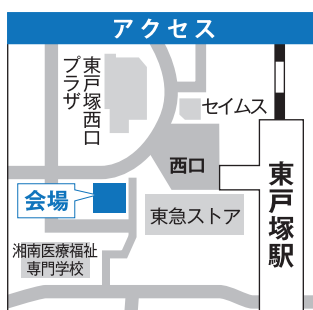 アクセス
東戸塚西口
プラザ
セイムス
西口
東戸塚駅
会場
東急ストア
湘南医療福祉
専門学校